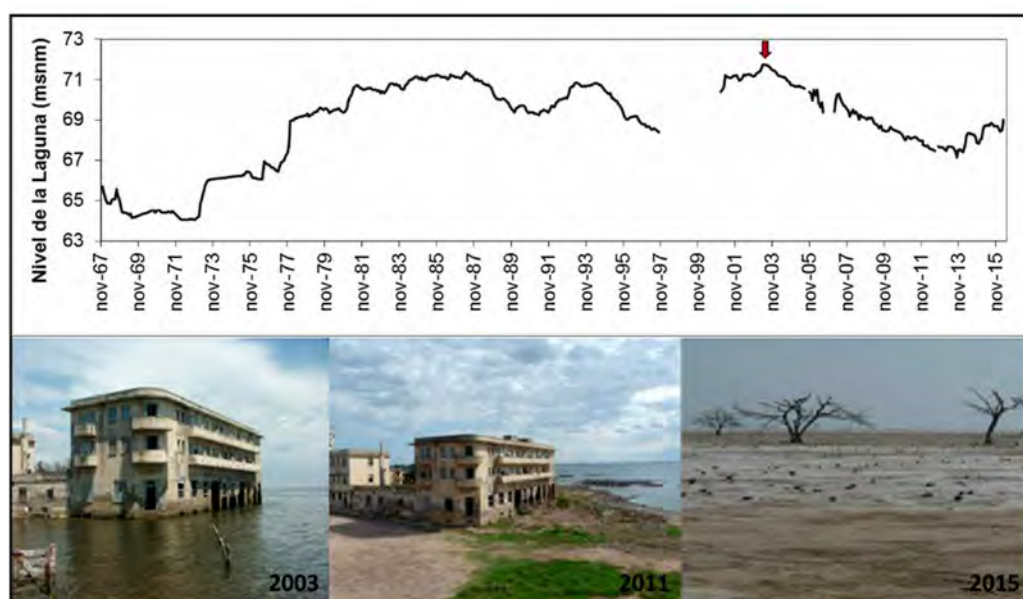 Nivel de la Laguna (msnm)
73
71
69
67
65
63
nov-67
nov-69
nov-71
nov-73
nov-75
nov-77
nov-79
nov-81
nov-83
nov-85
nov-87
nov-89
nov-91
nov-93
nov-95
nov-97
nov-99
nov-01
nov-03
nov-05
nov-07
nov-09
nov-11
nov-13
nov-15
2003
2011
2015